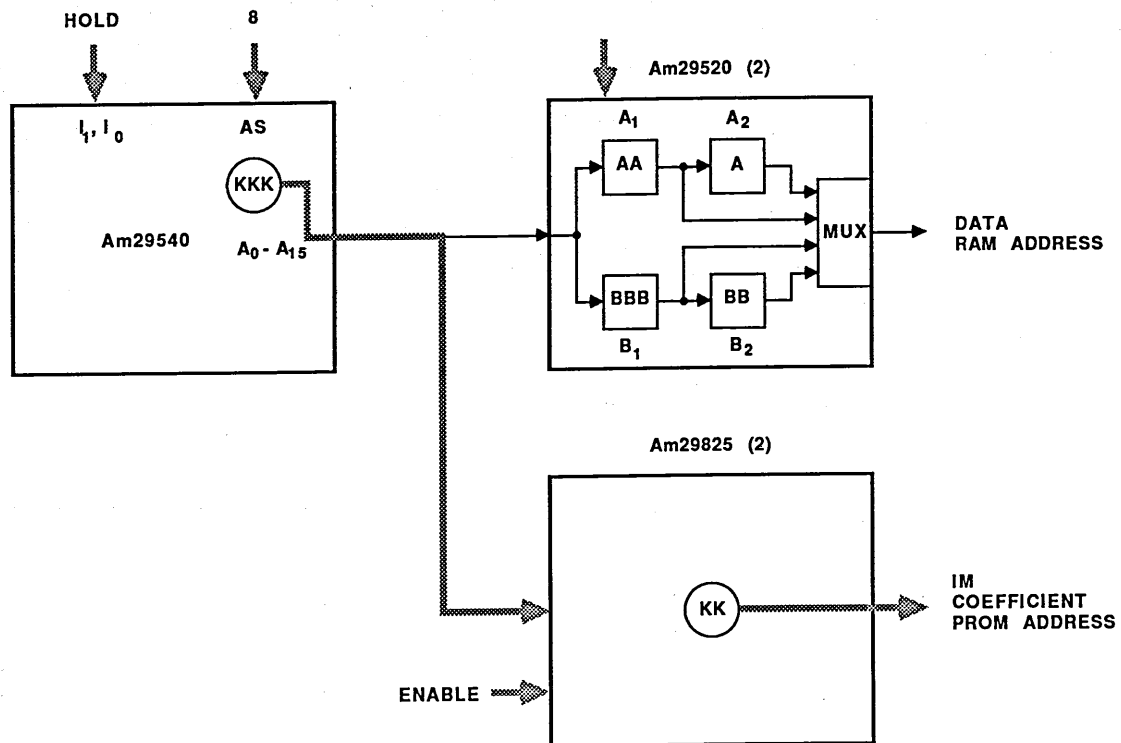 HOLD
8
I1, I0
AS
KKK
Am29540
A0 - A15
Am29520 (2)
A1
A2
AA
A
MUX
BBB
BB
B1
B2
DATA
RAM ADDRESS
Am29825 (2)
KK
IM
COEFFICIENT
PROM ADDRESS
ENABLE